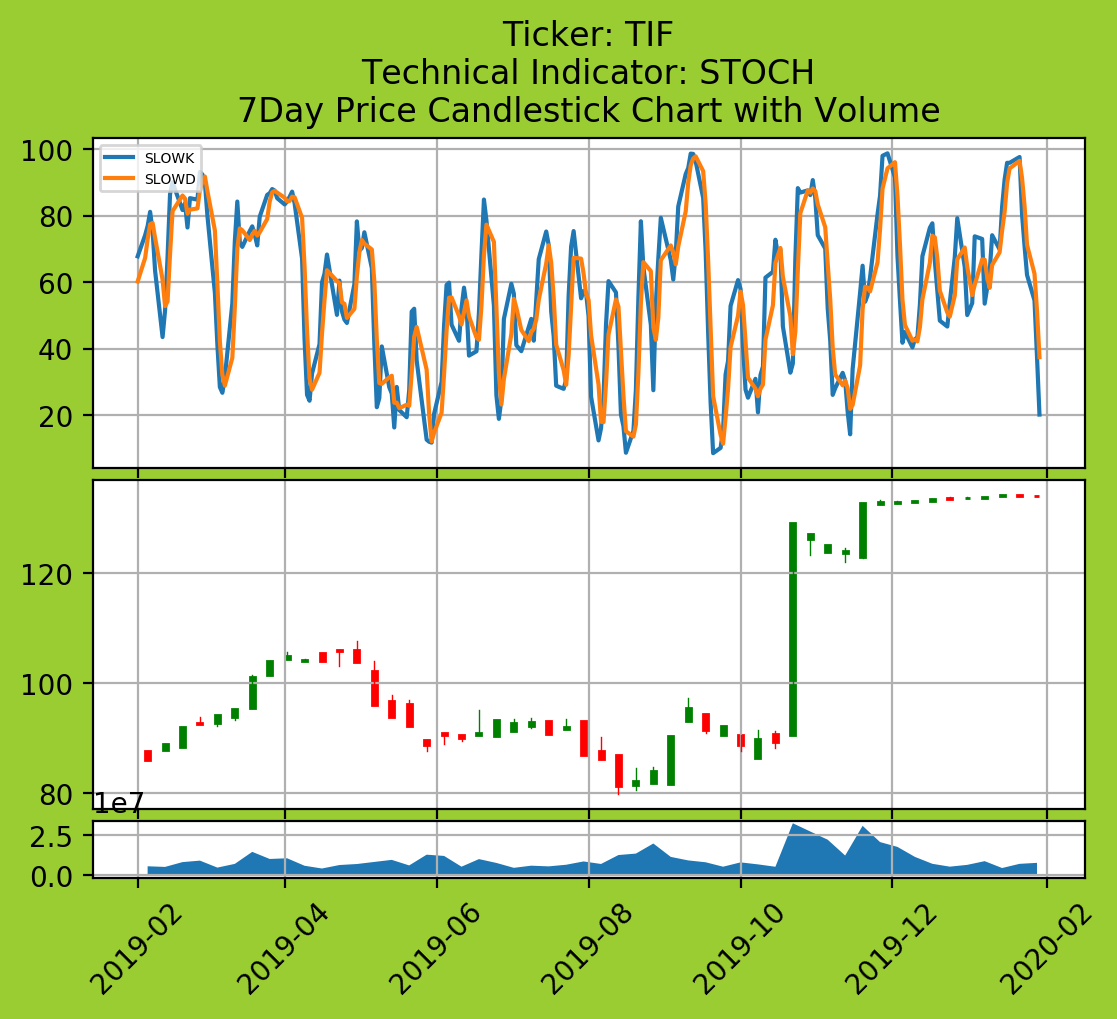 Ticker: TIF
Technical Indicator: STOCH
7Day Price Candlestick Chart with Volume
100
80
60
40
20
SLOWK
SLOWD
120
100
80
1e7
2.5
0.0
2019-02
2019-04
2019-06
2019-08
2019-10
2019-12
2020-02